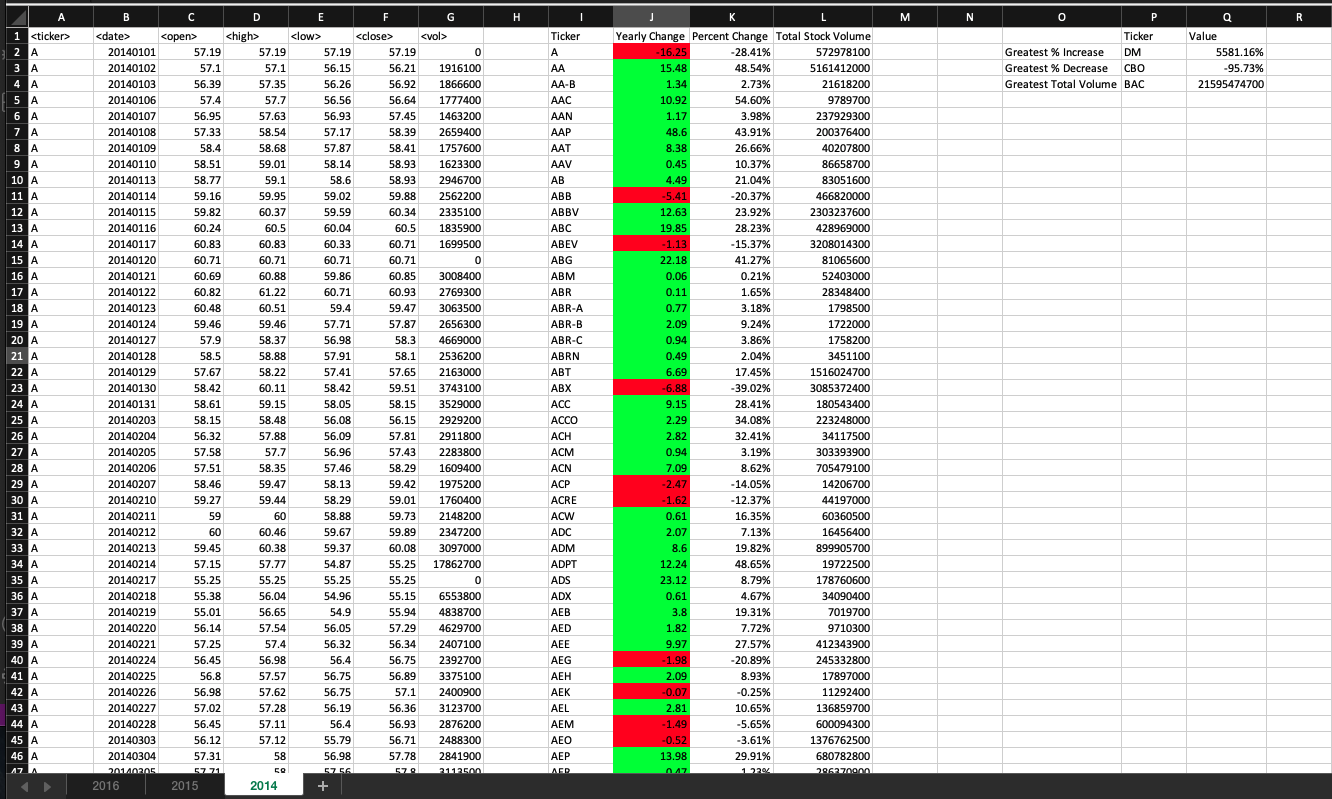 A B C D E F G H I J K L M N O P Q R
1 <ticker> <date> <open> <high> <low> <close> <vol> Ticker Yearly Change Percent Change Total Stock Volume Ticker Value
2 A 20140101 57.19 57.19 57.19 57.19 0 A -16.25 -28.41% 572978100 Greatest % Increase DM 5581.16%
3 A 20140102 57.1 57.1 56.15 56.21 1916100 AA 15.48 48.54% 5161412000 Greatest % Decrease CBO -95.73%
4 A 20140103 56.39 57.35 56.26 56.92 1866600 AA-B 1.34 2.73% 21618200 Greatest Total Volume BAC 21595474700
5 A 20140106 57.4 57.7 56.56 56.64 1777400 AAC 10.92 54.60% 9789700
6 A 20140107 56.95 57.63 56.93 57.45 1463200 AAN 1.17 3.98% 237929300
7 A 20140108 57.33 58.54 57.17 58.39 2659400 AAP 48.6 43.91% 200376400
8 A 20140109 58.4 58.68 57.87 58.41 1757600 AAT 8.38 26.66% 40207800
9 A 20140110 58.51 59.01 58.14 58.93 1623300 AAV 0.45 10.37% 86658700
10 A 20140113 58.77 59.1 58.6 58.93 2946700 AB 4.49 21.04% 83051600
11 A 20140114 59.16 59.95 59.02 59.88 2562200 ABB -5.41 -20.37% 466820000
12 A 20140115 59.82 60.37 59.59 60.34 2335100 ABBV 12.63 23.92% 2303237600
13 A 20140116 60.24 60.5 60.04 60.5 1835900 ABC 19.85 28.23% 428969000
14 A 20140117 60.83 60.83 60.33 60.71 1699500 ABEV -1.13 -15.37% 3208014300
15 A 20140120 60.71 60.71 60.71 60.71 0 ABG 22.18 41.27% 81065600
16 A 20140121 60.69 60.88 59.86 60.85 3008400 ABM 0.06 0.21% 52403000
17 A 20140122 60.82 61.22 60.71 60.93 2769300 ABR 0.11 1.65% 28348400
18 A 20140123 60.48 60.51 59.4 59.47 3063500 ABR-A 0.77 3.18% 1798500
19 A 20140124 59.46 59.46 57.71 57.87 2656300 ABR-B 2.09 9.24% 1722000
20 A 20140127 57.9 58.37 56.98 58.3 4669000 ABR-C 0.94 3.86% 1758200
21 A 20140128 58.5 58.88 57.91 58.1 2536200 ABRN 0.49 2.04% 3451100
22 A 20140129 57.67 58.22 57.41 57.65 2163000 ABT 6.69 17.45% 1516024700
23 A 20140130 58.42 60.11 58.42 59.51 3743100 ABX -6.88 -39.02% 3085372400
24 A 20140131 58.61 59.15 58.05 58.15 3529000 ACC 9.15 28.41% 180543400
25 A 20140203 58.15 58.48 56.08 56.15 2929200 ACCO 2.29 34.08% 223248000
26 A 20140204 56.32 57.88 56.09 57.81 2911800 ACH 2.82 32.41% 34117500
27 A 20140205 57.58 57.7 56.96 57.43 2283800 ACM 0.94 3.19% 303393900
28 A 20140206 57.51 58.35 57.46 58.29 1609400 ACN 7.09 8.62% 705479100
29 A 20140207 58.46 59.47 58.13 59.42 1975200 ACP -2.47 -14.05% 14206700
30 A 20140210 59.27 59.44 58.29 59.01 1760400 ACRE -1.62 -12.37% 44197000
31 A 20140211 59 60 58.88 59.73 2148200 ACW 0.61 16.35% 60360500
32 A 20140212 60 60.46 59.67 59.89 2347200 ADC 2.07 7.13% 16456400
33 A 20140213 59.45 60.38 59.37 60.08 3097000 ADM 8.6 19.82% 899905700
34 A 20140214 57.15 57.77 54.87 55.25 17862700 ADPT 12.24 48.65% 19722500
35 A 20140217 55.25 55.25 55.25 55.25 0 ADS 23.12 8.79% 178760600
36 A 20140218 55.38 56.04 54.96 55.15 6553800 ADX 0.61 4.67% 34090400
37 A 20140219 55.01 56.65 54.9 55.94 4838700 AEB 3.8 19.31% 7019700
38 A 20140220 56.14 57.54 56.05 57.29 4629700 AED 1.82 7.72% 9710300
39 A 20140221 57.25 57.4 56.32 56.34 2407100 AEE 9.97 27.57% 412343900
40 A 20140224 56.45 56.98 56.4 56.75 2392700 AEG -1.98 -20.89% 245332800
41 A 20140225 56.8 57.57 56.75 56.89 3375100 AEH 2.09 8.93% 17897000
42 A 20140226 56.98 57.62 56.75 57.1 2400900 AEK -0.07 -0.25% 11292400
43 A 20140227 57.02 57.28 56.19 56.36 3123700 AEL 2.81 10.65% 136859700
44 A 20140228 56.45 57.11 56.4 56.93 2876200 AEM -1.49 -5.65% 600094300
45 A 20140303 56.12 57.12 55.79 56.71 2488300 AEO -0.52 -3.61% 1376762500
46 A 20140304 57.31 58 56.98 57.78 2841900 AEP 13.98 29.91% 680782800
47 A 20140305 57.71 58 57.56 57.8 3113500 AER 0.47 1.23% 286370900
2016 2015 2014 +